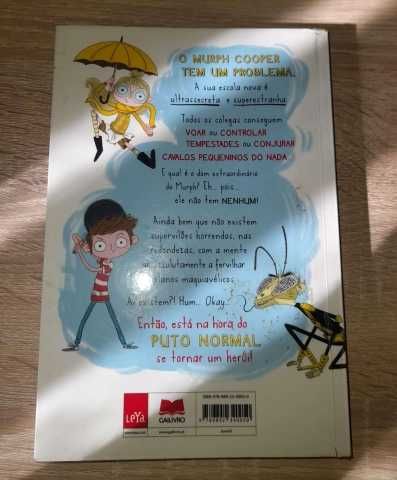 O MURPH COOPER
TEM UM PROBLEMA.
A sua escola nova é
ultrassecreta e superestranha.
Todos os colegas conseguem
VOAR ou CONTROLAR
TEMPESTADES ou CONJURAR
CAVALOS PEQUENINOS DO NADA.
E qual é o dom extraordinário
do Murph? Eh... pois...
ele não tem NENHUM!
Ainda bem que não existem
supervilões horrendos, nas
redondezas, com a mente
absolutamente a fervilhar
planos maquiavélicos.
Ai existem?! Hum... Okay...
Então, está na hora do
PUTO NORMAL
se tornar um herói!
LEYA
GAILIVRO